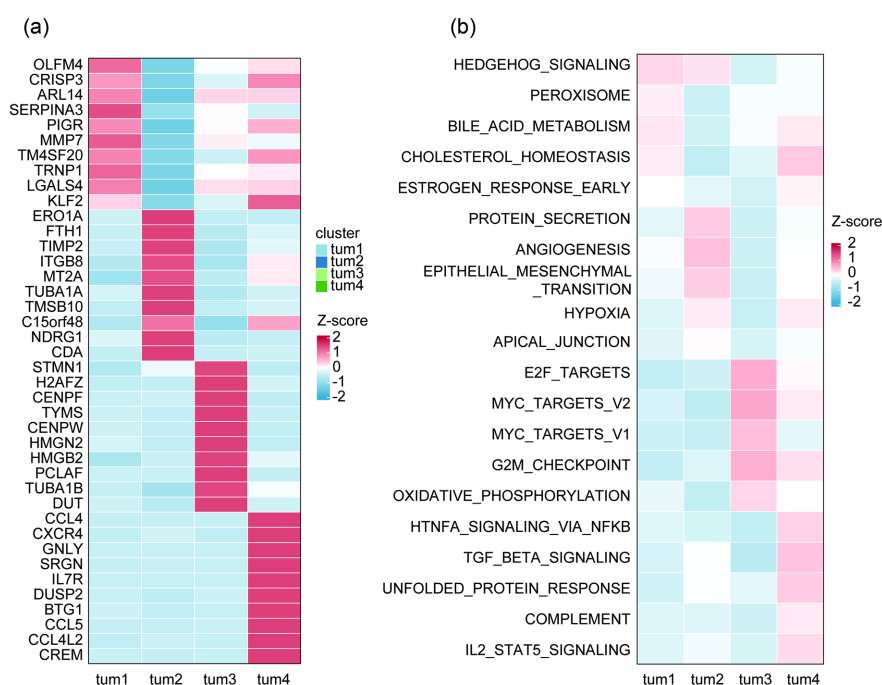 (a)
OLFM4
CRISP3
ARL14
SERPINA3
PIGR
MMP7
TM4SF20
TRNP1
LGALS4
KLF2
ERO1A
FTH1
TIMP2
ITGB8
MT2A
TUBA1A
TMSB10
C15orf48
NDRG1
CDA
STMN1
H2AFZ
CENPF
TYMS
CENPW
HMGN2
HMGB2
PCLAF
TUBA1B
DUT
CCL4
CXCR4
GNLY
SRGN
IL7R
DUSP2
BTG1
CCL5
CCL4L2
CREM
tum1 tum2 tum3 tum4
cluster
tum1
tum2
tum3
tum4
Z-score
2
1
0
-1
-2
(b)
HEDGEHOG_SIGNALING
PEROXISOME
BILE_ACID_METABOLISM
CHOLESTEROL_HOMEOSTASIS
ESTROGEN_RESPONSE_EARLY
PROTEIN_SECRETION
ANGIOGENESIS
EPITHELIAL_MESENCHYMAL
_TRANSITION
HYPOXIA
APICAL_JUNCTION
E2F_TARGETS
MYC_TARGETS_V2
MYC_TARGETS_V1
G2M_CHECKPOINT
OXIDATIVE_PHOSPHORYLATION
HTNFA_SIGNALING_VIA_NFKB
TGF_BETA_SIGNALING
UNFOLDED_PROTEIN_RESPONSE
COMPLEMENT
IL2_STAT5_SIGNALING
tum1 tum2 tum3 tum4
Z-score
2
1
0
-1
-2